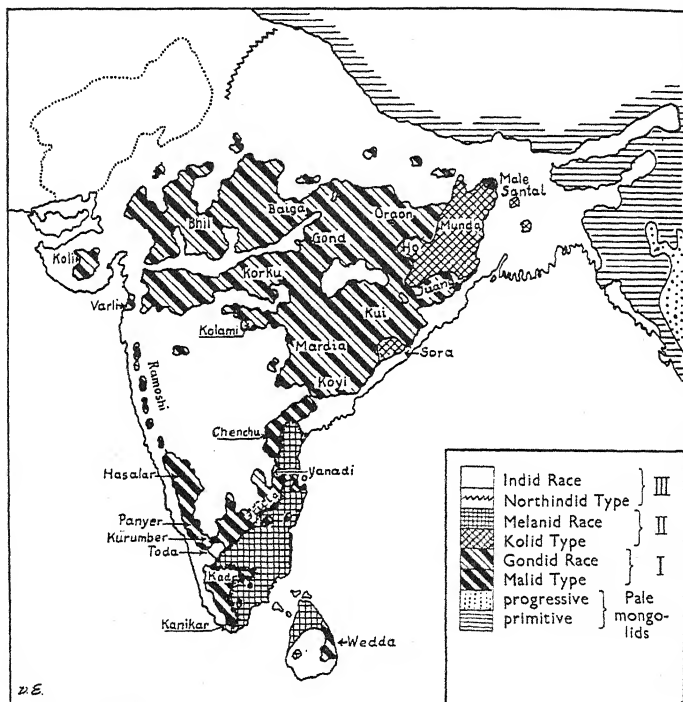 Male
Santal
Oraon
Baiga
Munda
Bhil
Gond
Ho
Koli
Korku
Juang
Varli
Kui
Kolami
Mardia
Sora
Koyi
Ramoshi
Chenchu
Hasalar
Yanadi
Panyer
Kurumber
Toda
Kad
Kanikar
Wedda
Indid Race
Northindid Type
III
Melanid Race
Kolid Type
II
Gondid Race
Malid Type
I
progressive
primitive
Pale
mongo-
lids
v.E.